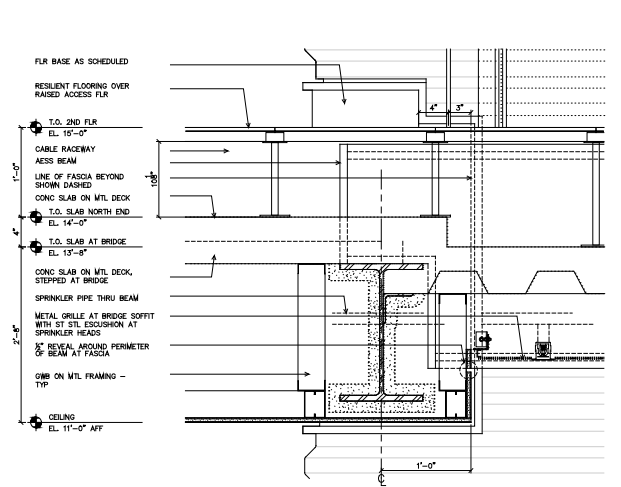 FLR BASE AS SCHEDULED
RESILIENT FLOORING OVER
RAISED ACCESS FLR
4"
3"
T.O. 2ND FLR
EL. 15'-0"
CABLE RACEWAY
AESS BEAM
LINE OF FASCIA BEYOND
SHOWN DASHED
CONC SLAB ON MTL DECK
1'-0"
T.O. SLAB NORTH END
EL. 14'-0"
4"
T.O. SLAB AT BRIDGE
EL. 13'-8"
CONC SLAB ON MTL DECK,
STEPPED AT BRIDGE
SPRINKLER PIPE THRU BEAM
METAL GRILLE AT BRIDGE SOFFIT
WITH ST STL ESCUSHION AT
SPRINKLER HEADS
½" REVEAL AROUND PERIMETER
OF BEAM AT FASCIA
2'-8"
GWB ON MTL FRAMING –
TYP
CEILING
EL. 11'-0" AFF
1'-0"